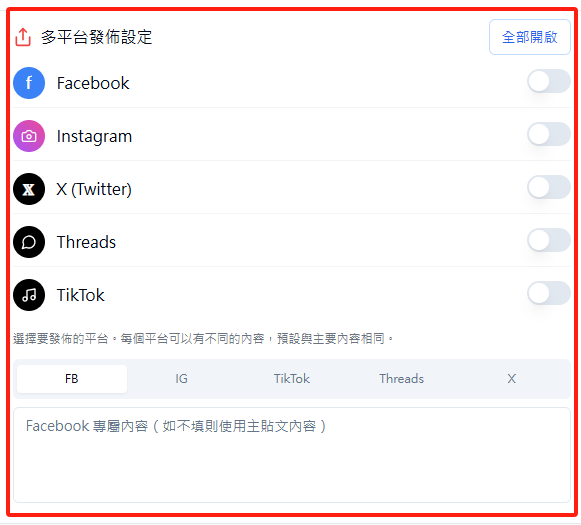 多平台發佈設定
全部開啟
f Facebook
Instagram
X X (Twitter)
Threads
TikTok
選擇要發佈的平台。每個平台可以有不同的內容，預設與主要內容相同。
FB IG TikTok Threads X
Facebook 專屬內容（如不填則使用主貼文內容）